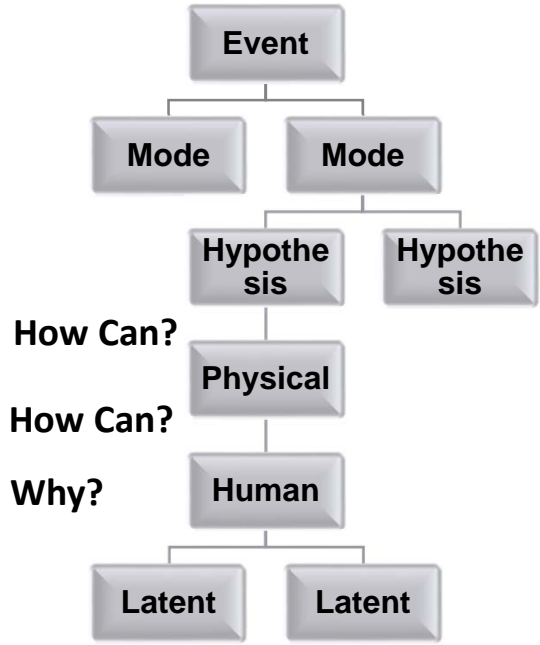 Event
Mode
Mode
Hypothe
sis
Hypothe
sis
How Can?
Physical
How Can?
Why?
Human
Latent
Latent